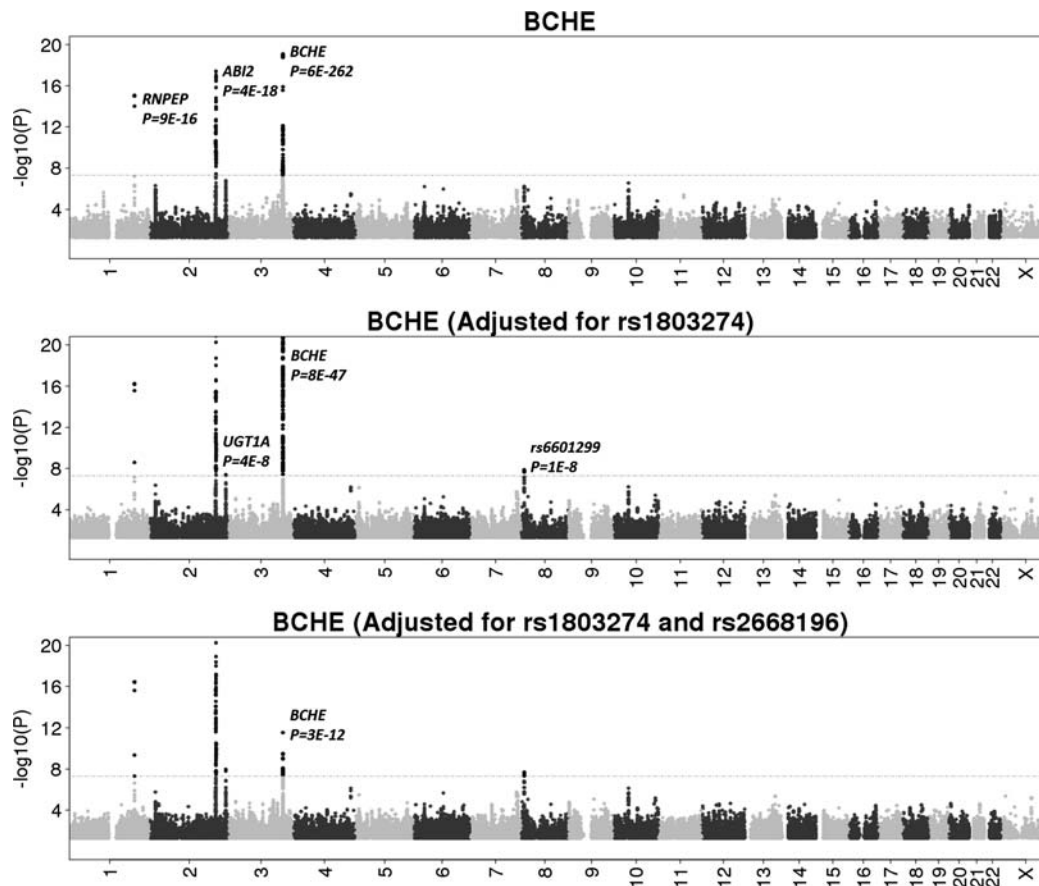 BCHE
20
16
12
8
4
-log10(P)
RNPEP
P=9E-16
ABI2
P=4E-18
BCHE
P=6E-262
1 2 3 4 5 6 7 8 9 10 11 12 13 14 15 16 17 18 19 20 21 22 X
BCHE (Adjusted for rs1803274)
20
16
12
8
4
-log10(P)
UGT1A
P=4E-8
BCHE
P=8E-47
rs6601299
P=1E-8
1 2 3 4 5 6 7 8 9 10 11 12 13 14 15 16 17 18 19 20 21 22 X
BCHE (Adjusted for rs1803274 and rs2668196)
20
16
12
8
4
-log10(P)
BCHE
P=3E-12
1 2 3 4 5 6 7 8 9 10 11 12 13 14 15 16 17 18 19 20 21 22 X